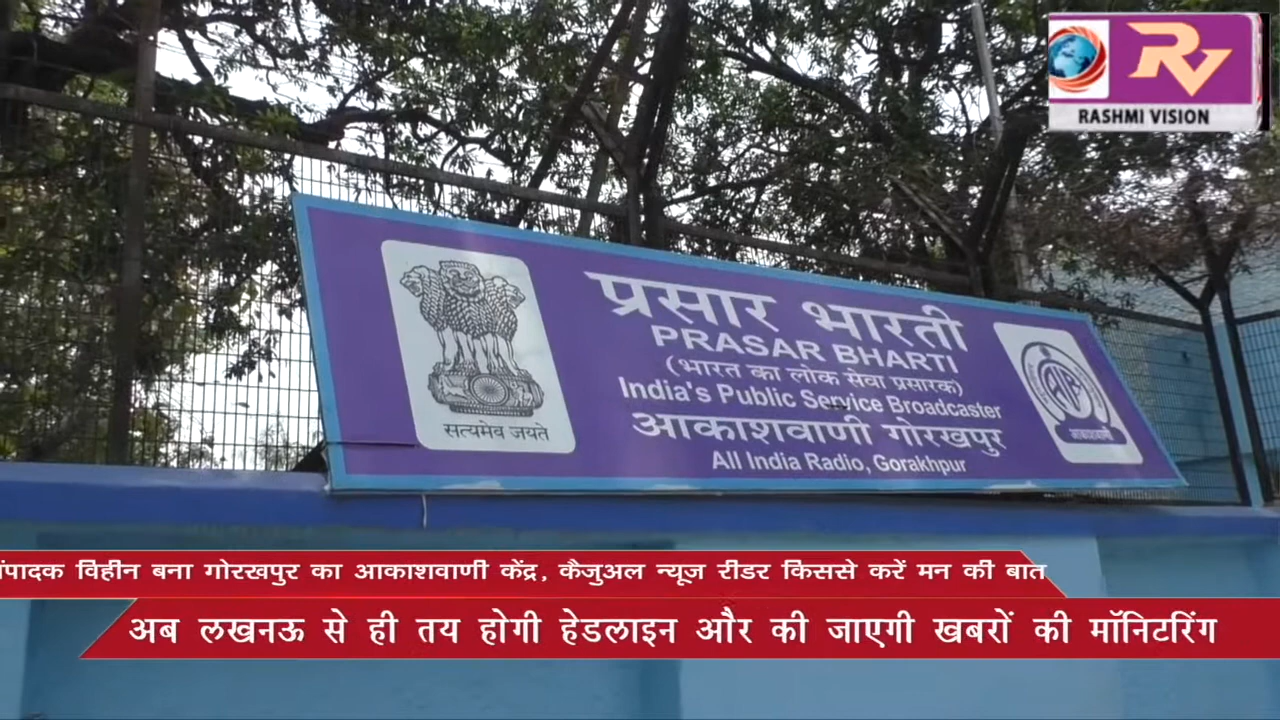 RV
RASHMI VISION
सत्यमेव जयते
प्रसार भारती
PRASAR BHARTI
(भारत का लोक सेवा प्रसारक)
India's Public Service Broadcaster
आकाशवाणी गोरखपुर
All India Radio, Gorakhpur
AIR
आकाशवाणी
विहीन बना गोरखपुर का आकाशवाणी केंद्र, कैजुअल न्यूज रीडर किससे करें मन की बात
अब लखनऊ से ही तय होगी हेडलाइन और की जाएगी खबरों की मॉनिटरिंग